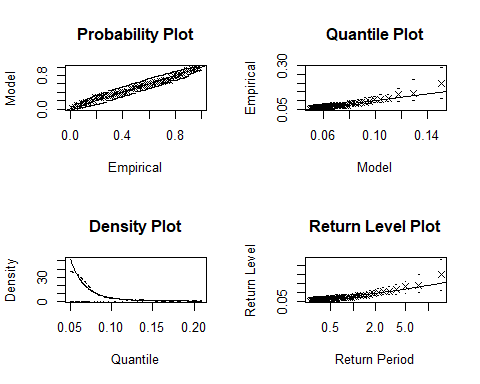 Probability Plot
Model
0.0 0.8
0.0 0.4 0.8
Empirical
Quantile Plot
Empirical
0.05 0.30
0.06 0.10 0.14
Model
Density Plot
Density
0 30
0.05 0.10 0.15 0.20
Quantile
Return Level Plot
Return Level
0.05
0.5 2.0 5.0
Return Period